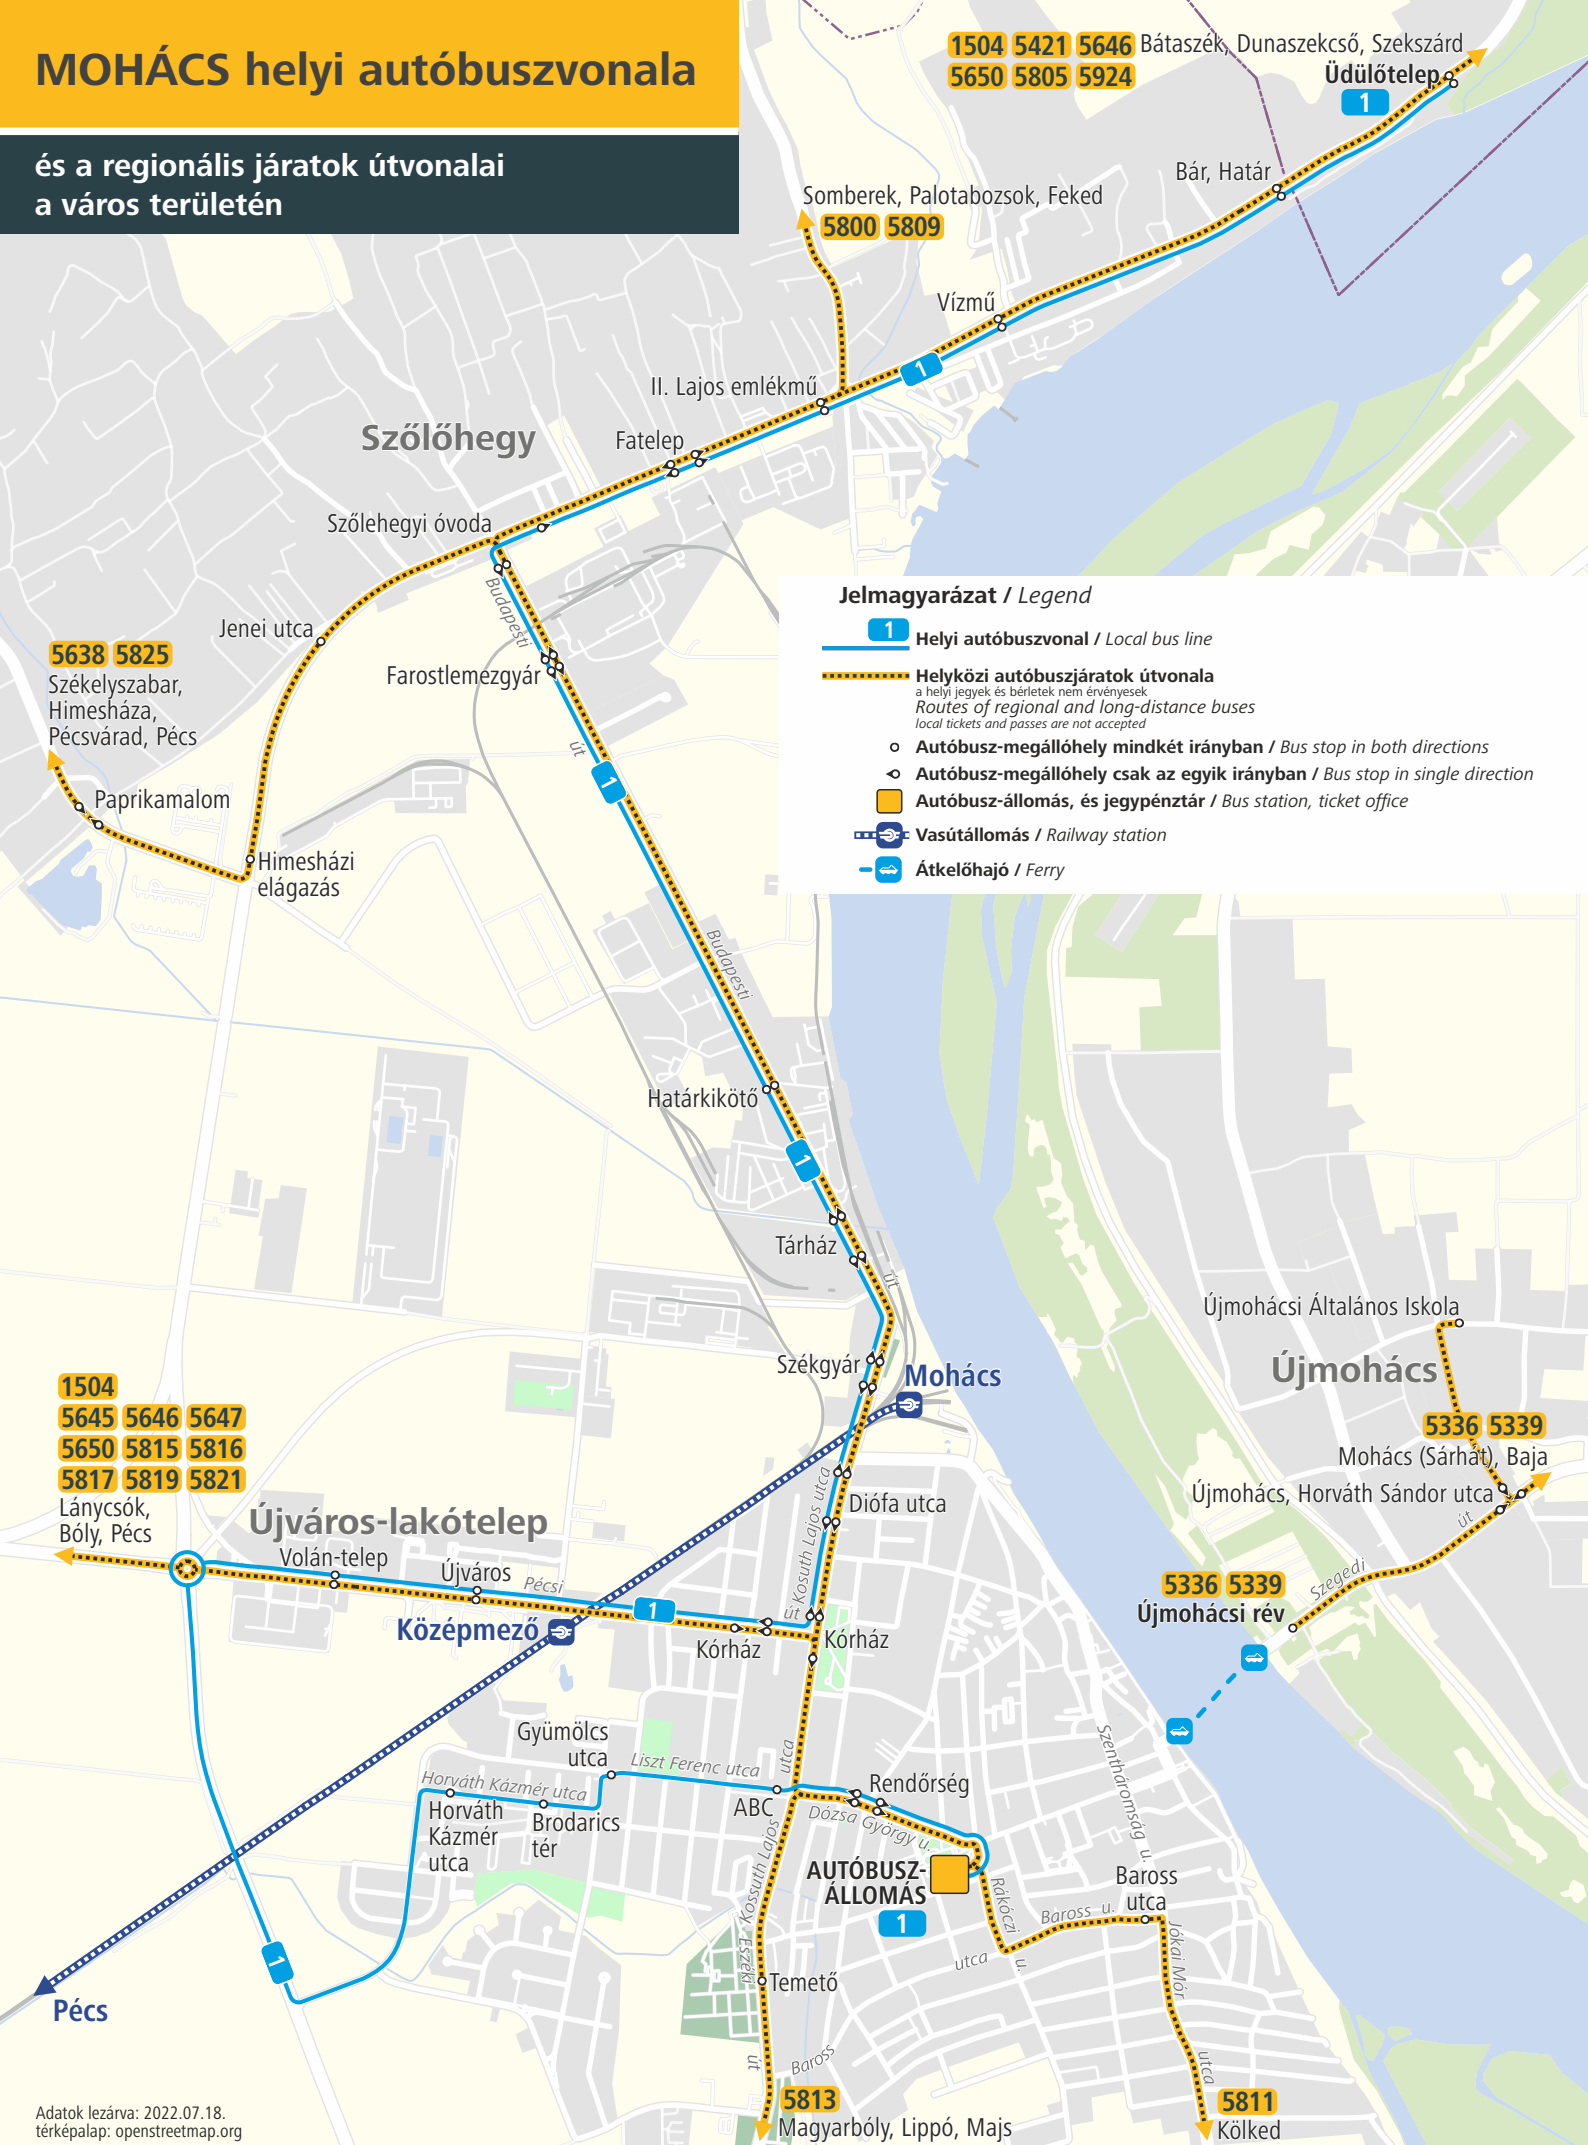 MOHÁCS helyi autóbuszvonala
és a regionális járatok útvonalai
a város területén
1504 5421 5646 Bátaszék, Dunaszekcső, Szekszárd
5650 5805 5924
Üdülőtelep
1
Bár, Határ
Somberek, Palotabozsok, Feked
5800 5809
Vízmű
1
II. Lajos emlékmű
Szőlőhegy
Fatelep
Szőlehegyi óvoda
Budapesti
Jenei utca
Farostlemezgyár
út
1
5638 5825
Székelyszabar,
Himesháza,
Pécsvárad, Pécs
Paprikamalom
Himesházi
elágazás
Jelmagyarázat / Legend
1
Helyi autóbuszvonal / Local bus line
Helyközi autóbuszjáratok útvonala
a helyi jegyek és bérletek nem érvényesek
Routes of regional and long-distance buses
local tickets and passes are not accepted
Autóbusz-megállóhely mindkét irányban / Bus stop in both directions
Autóbusz-megállóhely csak az egyik irányban / Bus stop in single direction
Autóbusz-állomás, és jegypénztár / Bus station, ticket office
Vasútállomás / Railway station
Átkelőhajó / Ferry
Budapesti
Határkikötő
1
Tárház
út
Székgyár
Mohács
Újmohácsi Általános Iskola
Újmohács
5336 5339
Mohács (Sárhát), Baja
Újmohács, Horváth Sándor utca
út
Szegedi
5336 5339
Újmohácsi rév
1504
5645 5646 5647
5650 5815 5816
5817 5819 5821
Lánycsók,
Bóly, Pécs
Újváros-lakótelep
Volán-telep
Újváros
Pécsi
1
út
Kosuth Lajos utca
Diófa utca
Középmező
Kórház
Kórház
Gyümölcs
utca
Liszt Ferenc utca
utca
Horváth Kázmér utca
Horváth
Kázmér
utca
Brodarics
tér
ABC
Rendőrség
Dózsa György u.
Kossuth Lajos
AUTÓBUSZ-
ÁLLOMÁS
1
Rákóczi
u.
Szentháromság u.
Baross
utca
Baross u.
utca
Jókai Mór
utca
1
Pécs
Eszéki
Temető
út
Baross
5813
Magyarbóly, Lippó, Majs
5811
Kölked
Adatok lezárva: 2022.07.18.
térképalap: openstreetmap.org